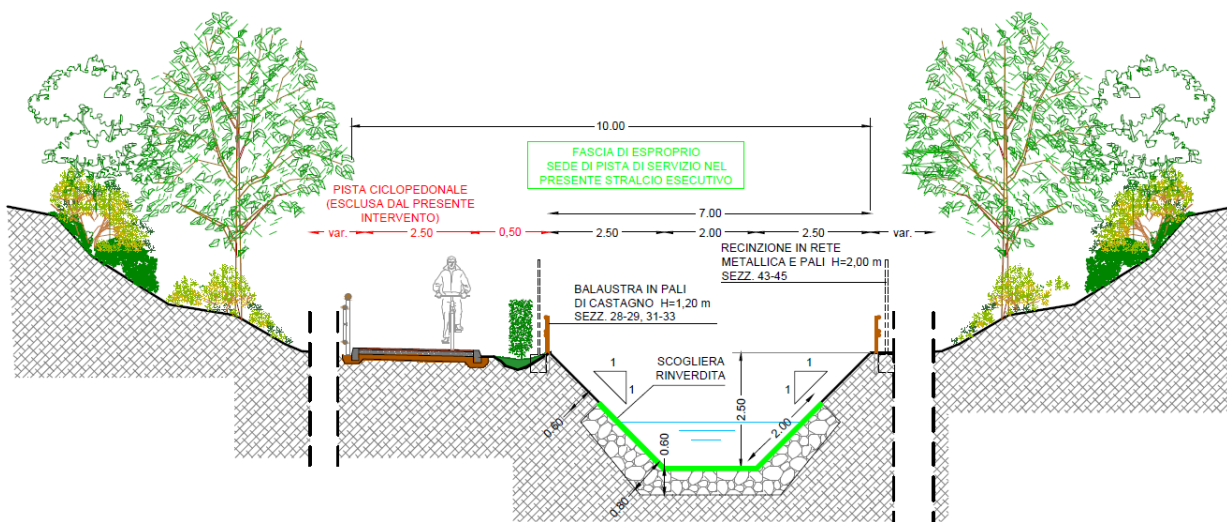 10.00
FASCIA DI ESPROPRIO
SEDE DI PISTA DI SERVIZIO NEL
PRESENTE STRALCIO ESECUTIVO
PISTA CICLOPEDONALE
(ESCLUSA DAL PRESENTE
INTERVENTO)
7.00
var.
2.50
0,50
2.50
2.00
2.50
var.
RECINZIONE IN RETE
METALLICA E PALI H=2,00 m
SEZZ. 43-45
BALAUSTRA IN PALI
DI CASTAGNO H=1,20 m
SEZZ. 28-29, 31-33
SCOGLIERA
RINVERDITA
1
1
1
1
2.50
2.00
0.60
0.60
0.80